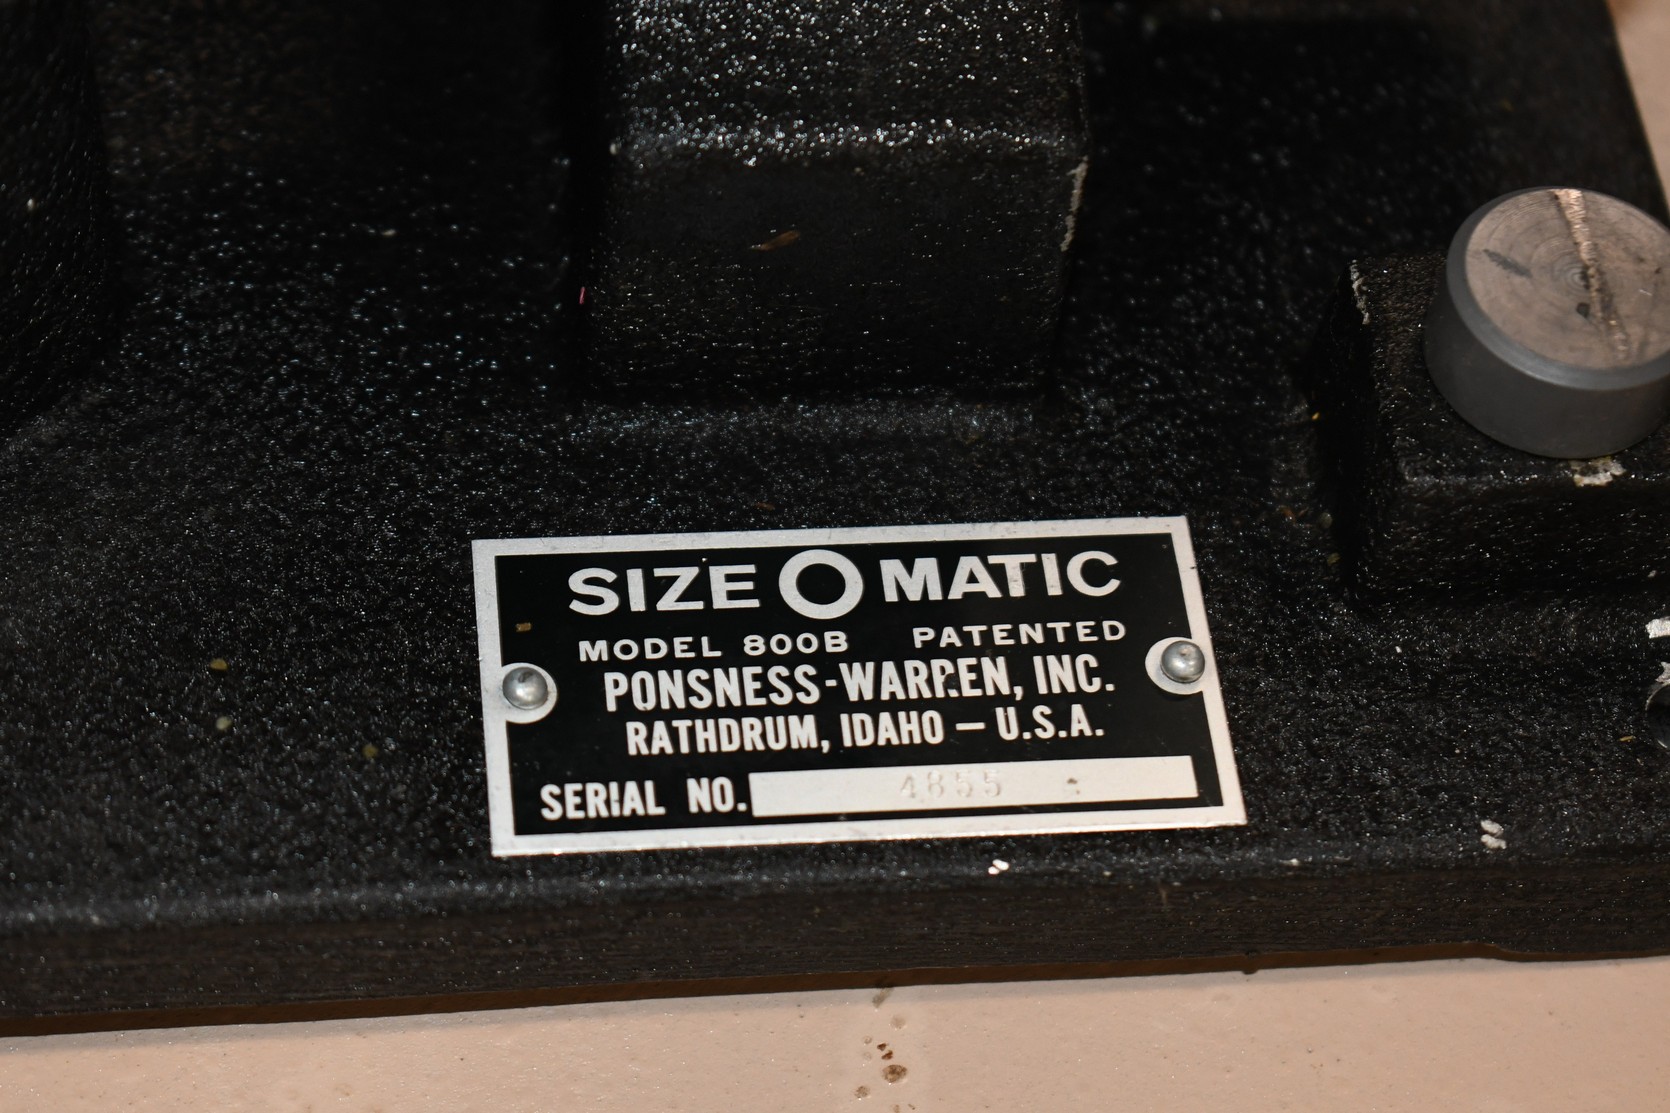 SIZE O MATIC
MODEL 800B PATENTED
PONSNESS-WARREN, INC.
RATHDRUM, IDAHO – U.S.A.
SERIAL NO. 4855